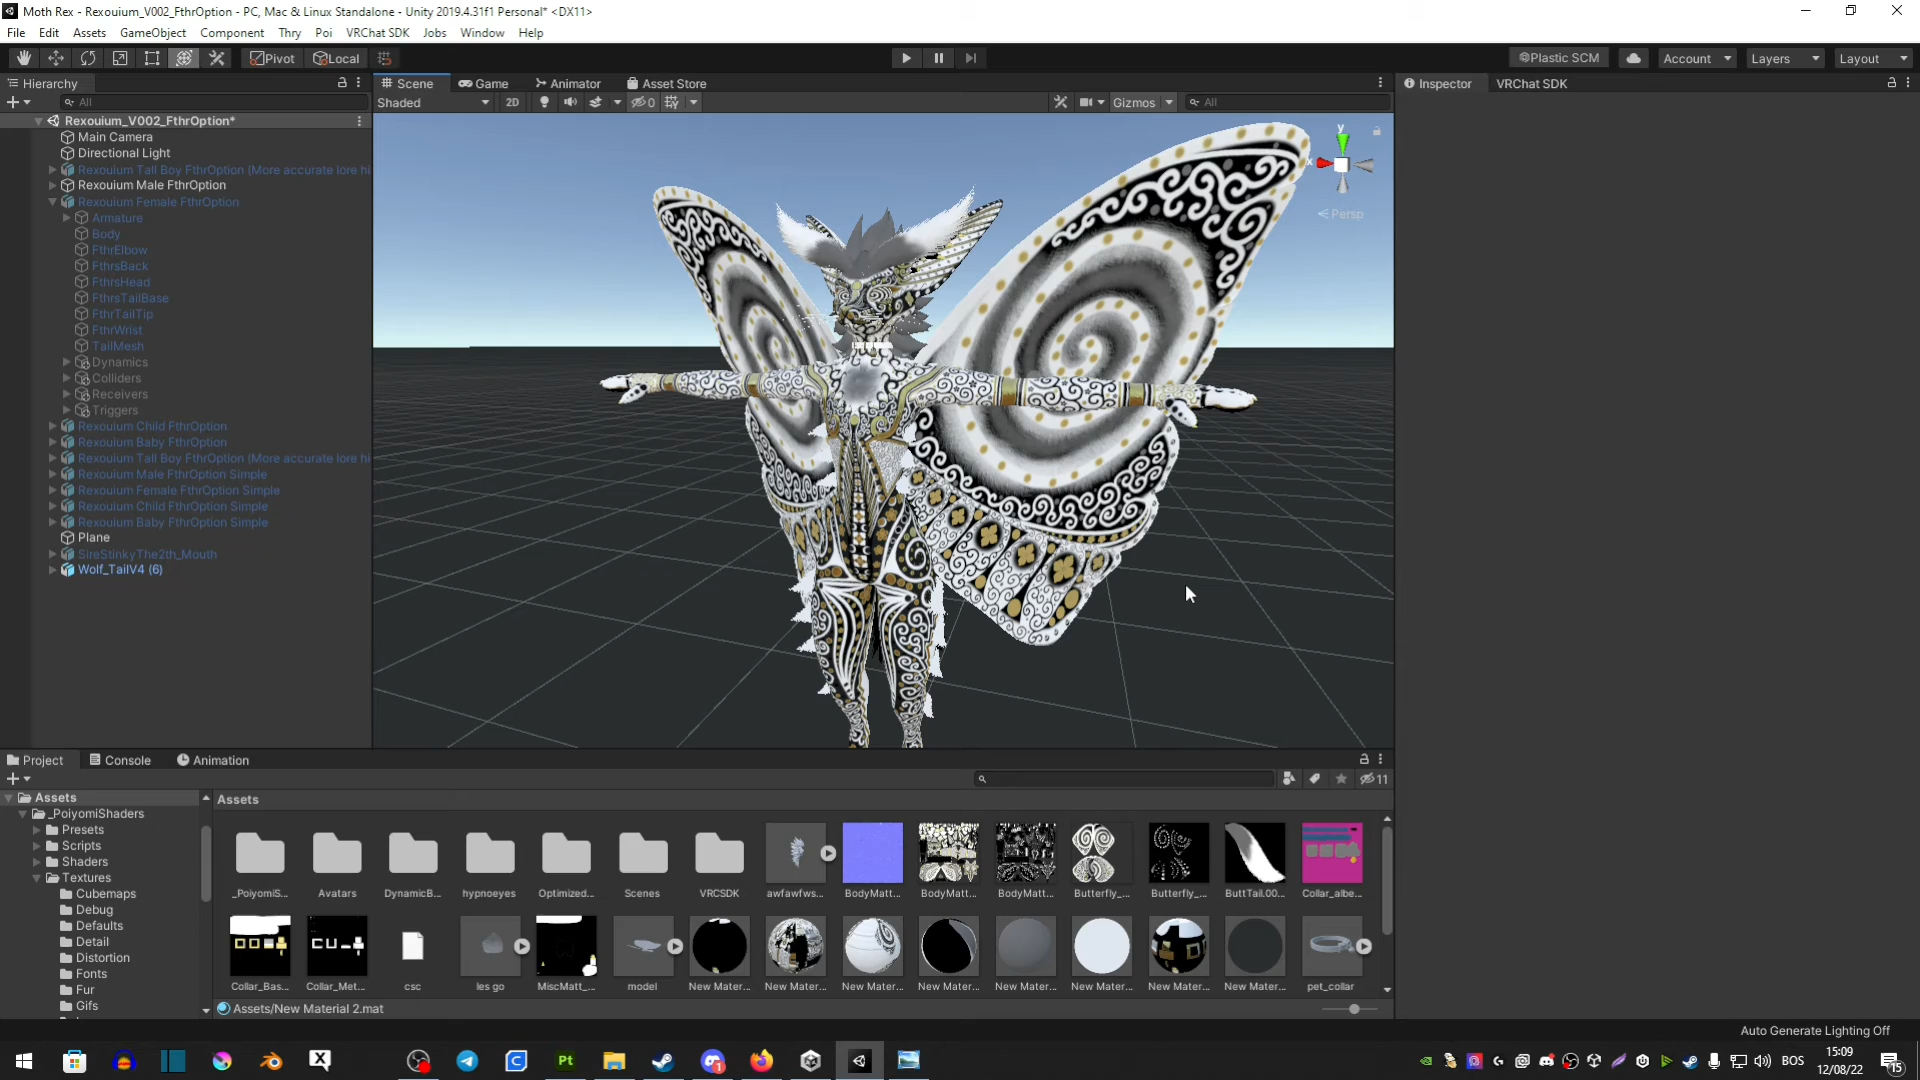 Moth Rex - Rexouium_V002_FthrOption - PC, Mac & Linux Standalone - Unity 2019.4.31f1 Personal* <DX11>
File Edit Assets GameObject Component Thry Poi VRChat SDK Jobs Window Help
Pivot Local Plastic SCM Account Layers Layout
Hierarchy Scene Game Animator Asset Store Inspector VRChat SDK
All Shaded 2D 0 Gizmos All
Rexouium_V002_FthrOption*
Main Camera
Directional Light
Rexouium Tall Boy FthrOption (More accurate lore hi
Rexouium Male FthrOption
Rexouium Female FthrOption
Armature
Body
FthrElbow
FthrsBack
FthrsHead
FthrsTailBase
FthrTailTip
FthrWrist
TailMesh
Dynamics
Colliders
Receivers
Triggers
Rexouium Child FthrOption
Rexouium Baby FthrOption
Rexouium Tall Boy FthrOption (More accurate lore hi
Rexouium Male FthrOption Simple
Rexouium Female FthrOption Simple
Rexouium Child FthrOption Simple
Rexouium Baby FthrOption Simple
Plane
SireStinkyThe2th_Mouth
Wolf_TailV4 (6)
y
x
Persp
Project Console Animation
11
Assets
_PoiyomiShaders
Presets
Scripts
Shaders
Textures
Cubemaps
Debug
Defaults
Detail
Distortion
Fonts
Fur
Gifs
Assets
_PoiyomiS... Avatars DynamicB... hypnoeyes Optimized... Scenes VRCSDK awfawfws... BodyMatt... BodyMatt... BodyMatt... Butterfly_... Butterfly_... ButtTail.00... Collar_albe...
Collar_Bas... Collar_Met... csc les go MiscMatt_... model New Mater... New Mater... New Mater... New Mater... New Mater... New Mater... New Mater... New Mater... pet_collar
Assets/New Material 2.mat
Auto Generate Lighting Off
Pt
1
BOS
15:09
12/08/22
15